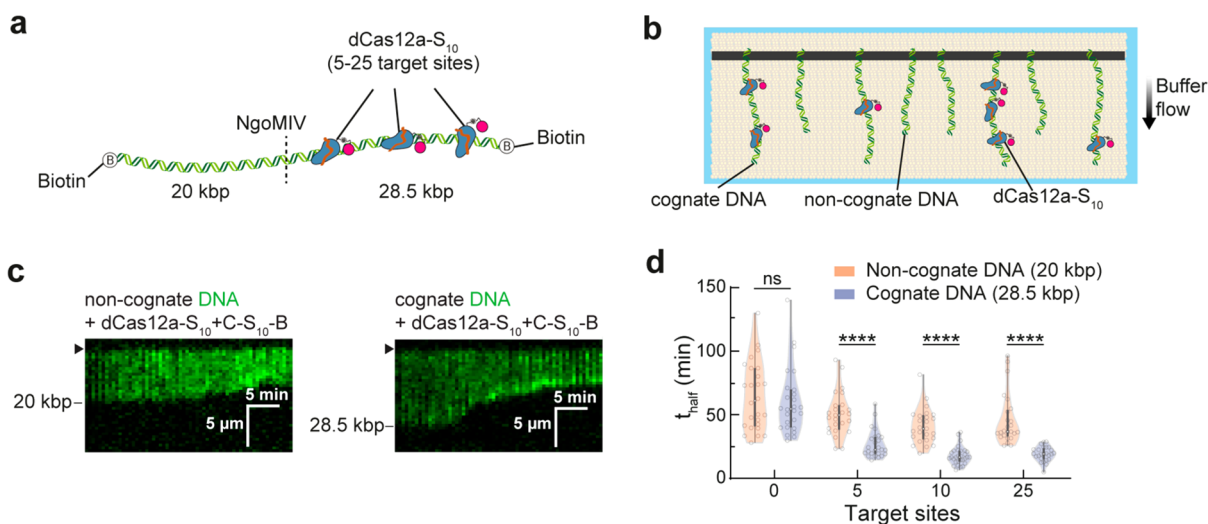 a
dCas12a-S₁₀
(5-25 target sites)
NgoMIV
B
Biotin
20 kbp
28.5 kbp
B
Biotin
b
Buffer
flow
cognate DNA
non-cognate DNA
dCas12a-S₁₀
c
non-cognate DNA
+ dCas12a-S₁₀+C-S₁₀-B
20 kbp
5 min
5 µm
cognate DNA
+ dCas12a-S₁₀+C-S₁₀-B
28.5 kbp
5 min
5 µm
d
Non-cognate DNA (20 kbp)
Cognate DNA (28.5 kbp)
t half (min)
150
100
50
0
ns
****
****
****
0
5
10
25
Target sites